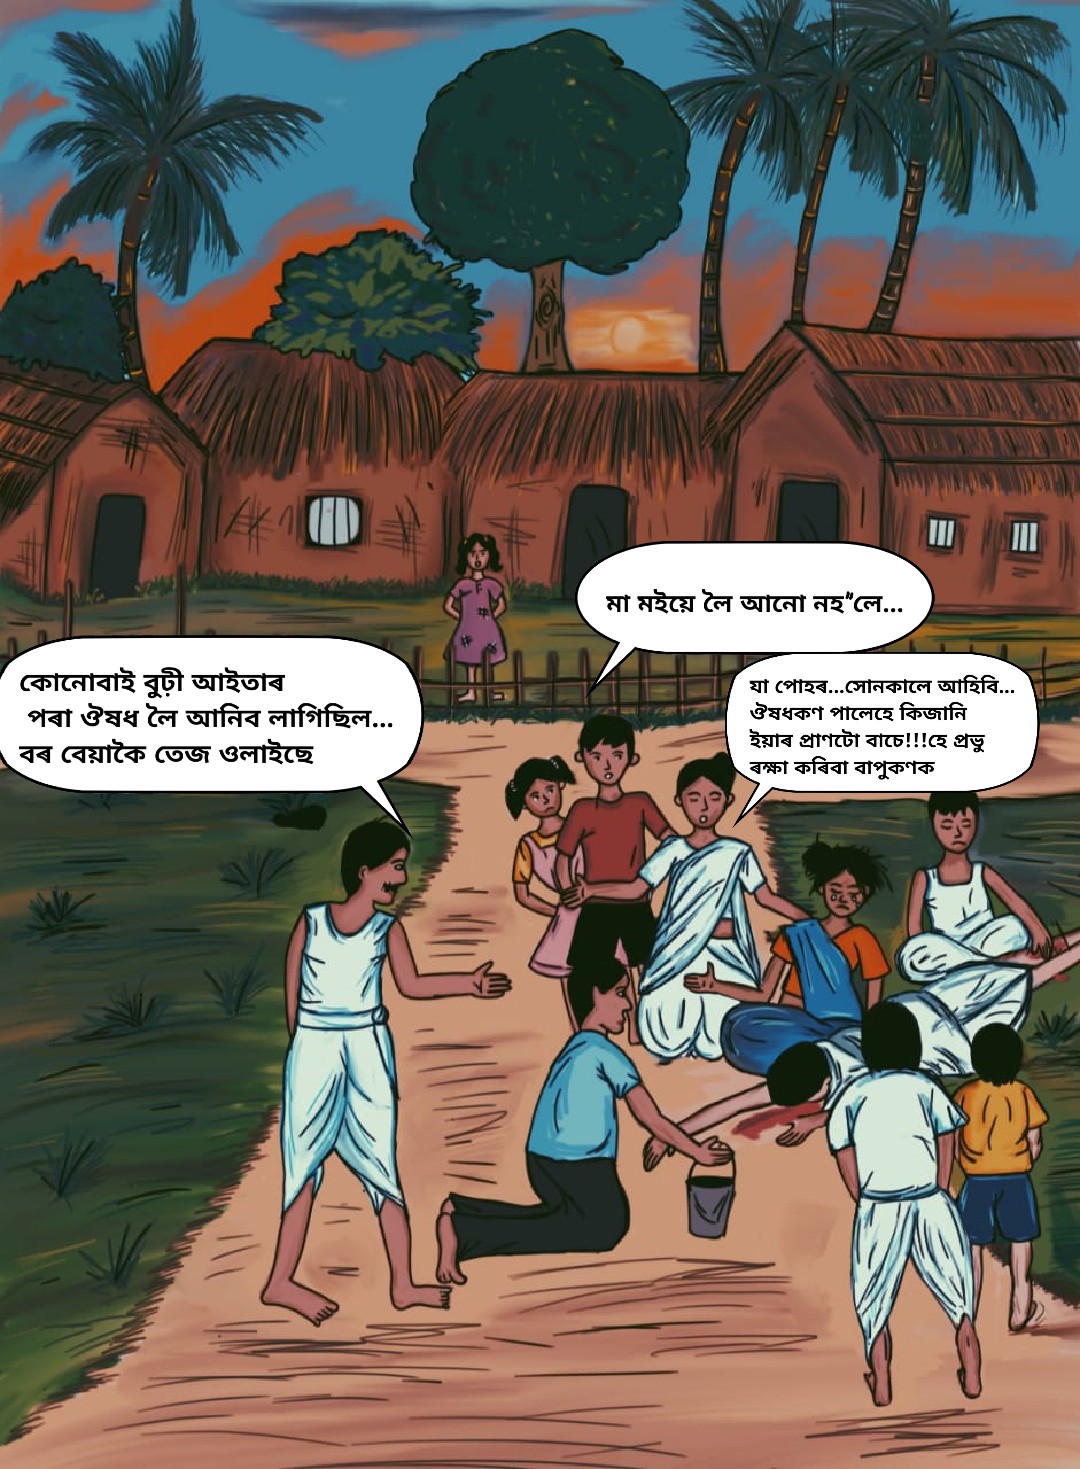 কোনোবাই বুঢ়ী আইতাৰ
পৰা ঔষধ লৈ আনিব লাগিছিল...
বৰ বেয়াকৈ তেজ ওলাইছে
মা মইয়ে লৈ আনো নহ"লে...
যা পোহৰ...সোনকালে আহিবি...
ঔষধকণ পালেহে কিজানি
ইয়াৰ প্ৰাণটো বাচে!!!হে প্ৰভু
ৰক্ষা কৰিবা বাপুকণক